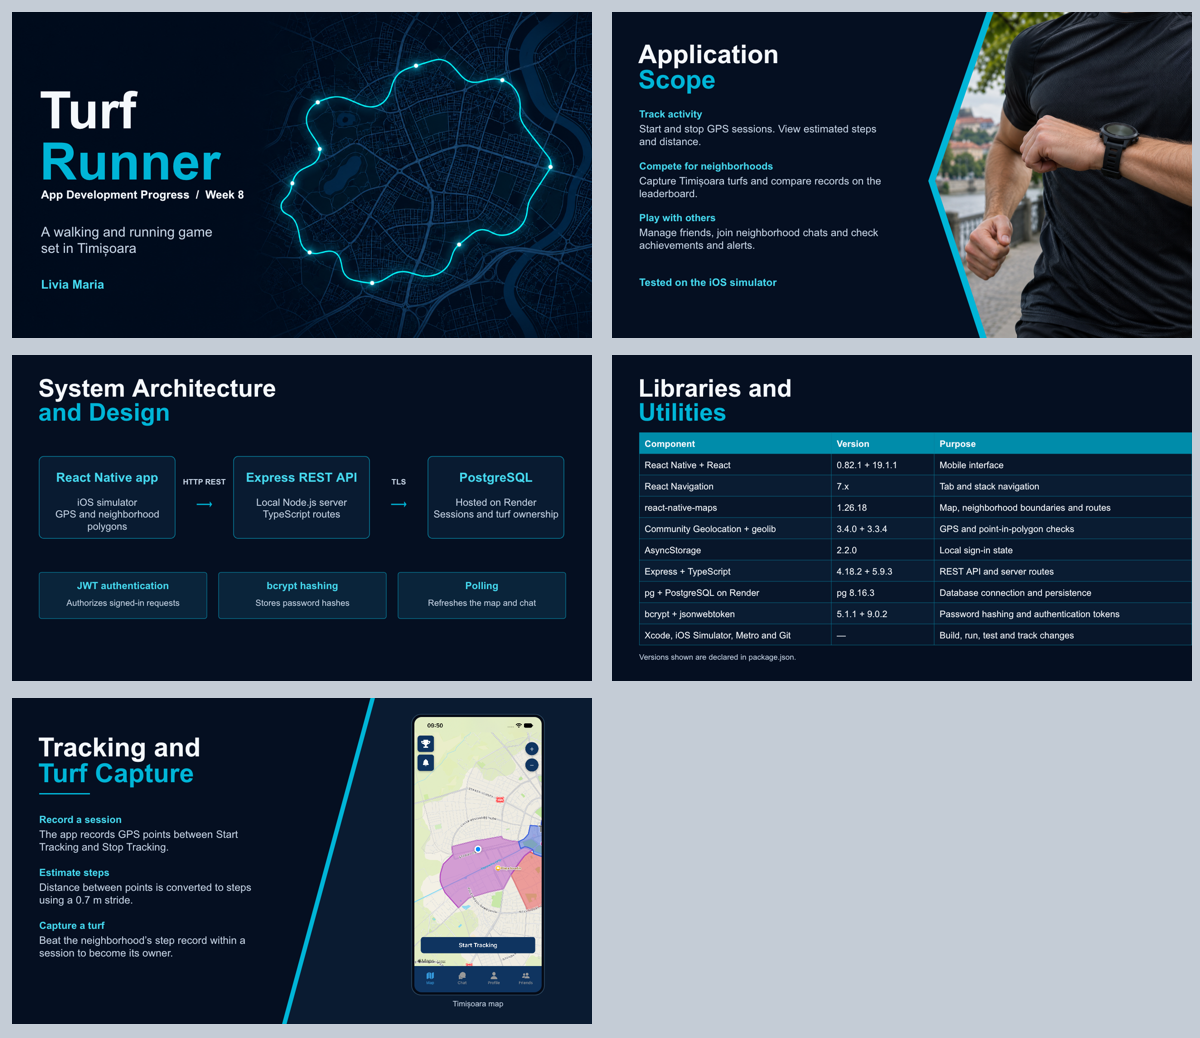 Turf
Runner
App Development Progress / Week 8
A walking and running game
set in Timișoara
Livia Maria
Application
Scope
Track activity
Start and stop GPS sessions. View estimated steps
and distance.
Compete for neighborhoods
Capture Timișoara turfs and compare records on the
leaderboard.
Play with others
Manage friends, join neighborhood chats and check
achievements and alerts.
Tested on the iOS simulator
System Architecture
and Design
React Native app
iOS simulator
GPS and neighborhood
polygons
HTTP REST
Express REST API
Local Node.js server
TypeScript routes
TLS
PostgreSQL
Hosted on Render
Sessions and turf ownership
JWT authentication
Authorizes signed-in requests
bcrypt hashing
Stores password hashes
Polling
Refreshes the map and chat
Libraries and
Utilities
Component Version Purpose
React Native + React 0.82.1 + 19.1.1 Mobile interface
React Navigation 7.x Tab and stack navigation
react-native-maps 1.26.18 Map, neighborhood boundaries and routes
Community Geolocation + geolib 3.4.0 + 3.3.4 GPS and point-in-polygon checks
AsyncStorage 2.2.0 Local sign-in state
Express + TypeScript 4.18.2 + 5.9.3 REST API and server routes
pg + PostgreSQL on Render pg 8.16.3 Database connection and persistence
bcrypt + jsonwebtoken 5.1.1 + 9.0.2 Password hashing and authentication tokens
Xcode, iOS Simulator, Metro and Git — Build, run, test and track changes
Versions shown are declared in package.json.
Tracking and
Turf Capture
Record a session
The app records GPS points between Start
Tracking and Stop Tracking.
Estimate steps
Distance between points is converted to steps
using a 0.7 m stride.
Capture a turf
Beat the neighborhood's step record within a
session to become its owner.
09:50
Start Tracking
Map Chat Profile Friends
Timișoara map